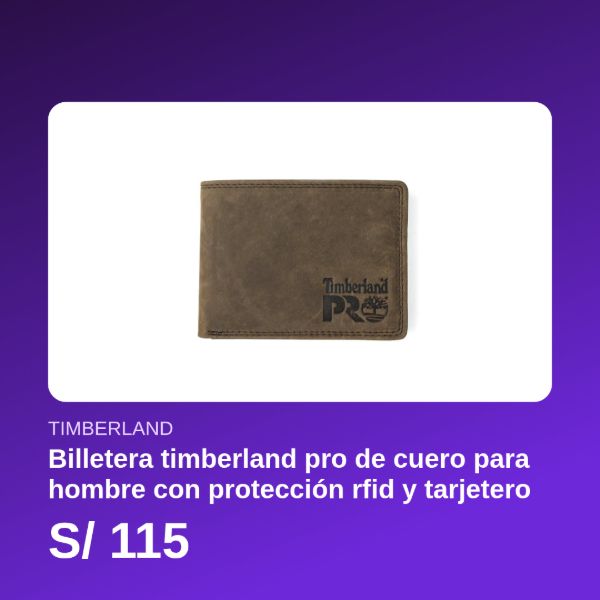 Timberland
PRO
TIMBERLAND
Billetera timberland pro de cuero para
hombre con protección rfid y tarjetero
S/ 115